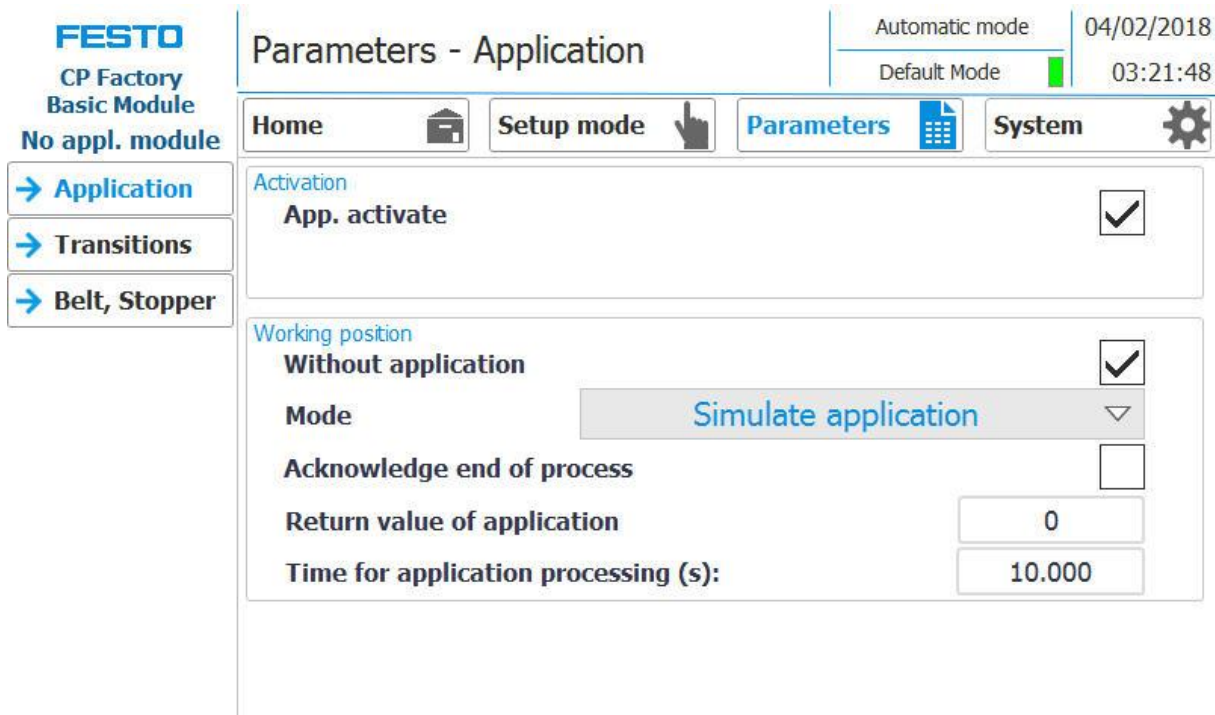 FESTO
CP Factory
Basic Module
No appl. module
Parameters - Application
Automatic mode
Default Mode
04/02/2018
03:21:48
Home
Setup mode
Parameters
System
Application
Transitions
Belt, Stopper
Activation
App. activate
Working position
Without application
Mode
Simulate application
Acknowledge end of process
Return value of application
0
Time for application processing (s):
10.000